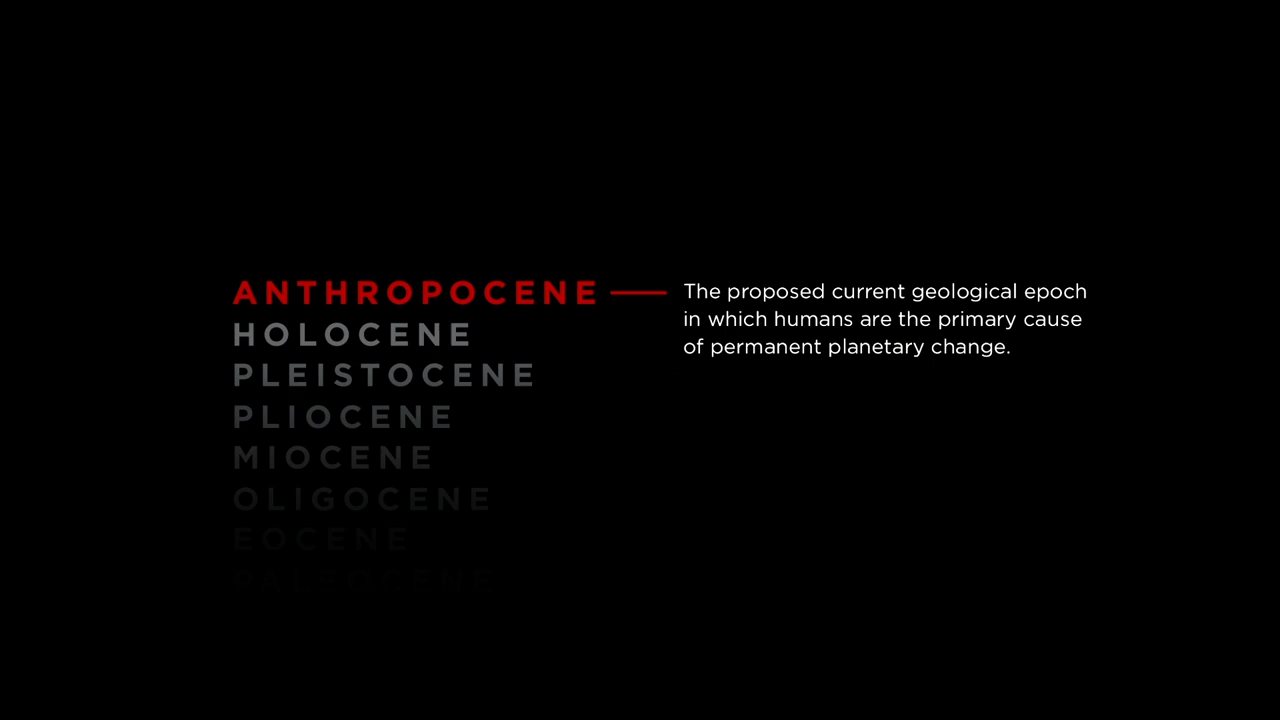 ANTHROPOCENE
The proposed current geological epoch
in which humans are the primary cause
of permanent planetary change.
HOLOCENE
PLEISTOCENE
PLIOCENE
MIOCENE
OLIGOCENE
EOCENE
PALEOCENE